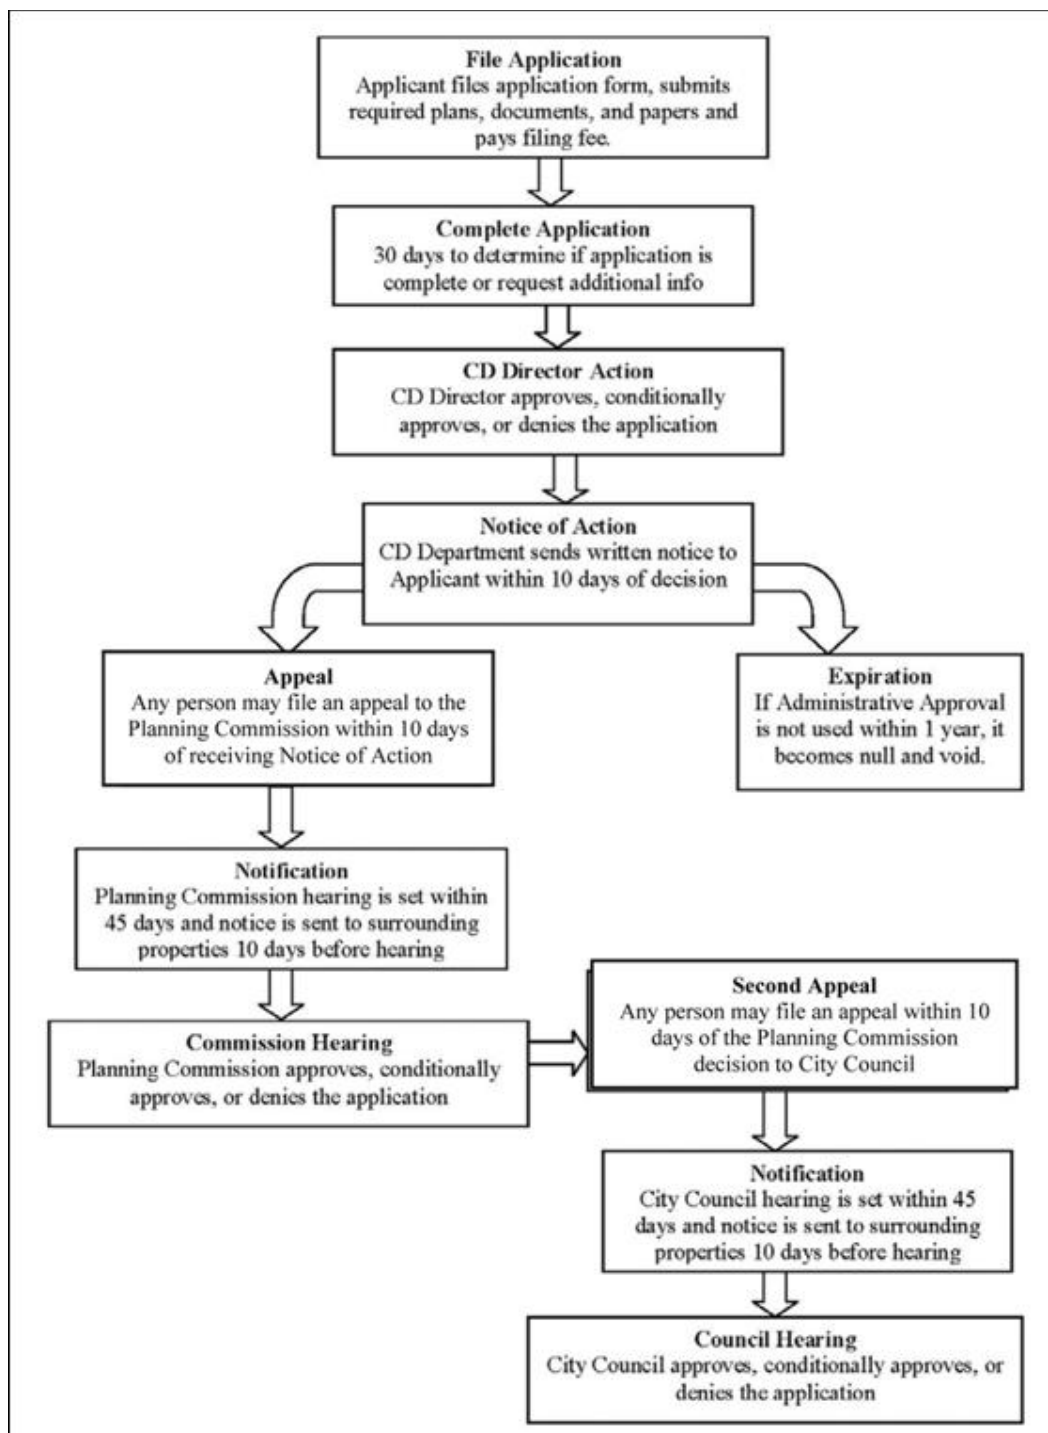 File Application
Applicant files application form, submits
required plans, documents, and papers and
pays filing fee.
Complete Application
30 days to determine if application is
complete or request additional info
CD Director Action
CD Director approves, conditionally
approves, or denies the application
Notice of Action
CD Department sends written notice to
Applicant within 10 days of decision
Appeal
Any person may file an appeal to the
Planning Commission within 10 days
of receiving Notice of Action
Expiration
If Administrative Approval
is not used within 1 year, it
becomes null and void.
Notification
Planning Commission hearing is set within
45 days and notice is sent to surrounding
properties 10 days before hearing
Commission Hearing
Planning Commission approves, conditionally
approves, or denies the application
Second Appeal
Any person may file an appeal within 10
days of the Planning Commission
decision to City Council
Notification
City Council hearing is set within 45
days and notice is sent to surrounding
properties 10 days before hearing
Council Hearing
City Council approves, conditionally approves, or
denies the application